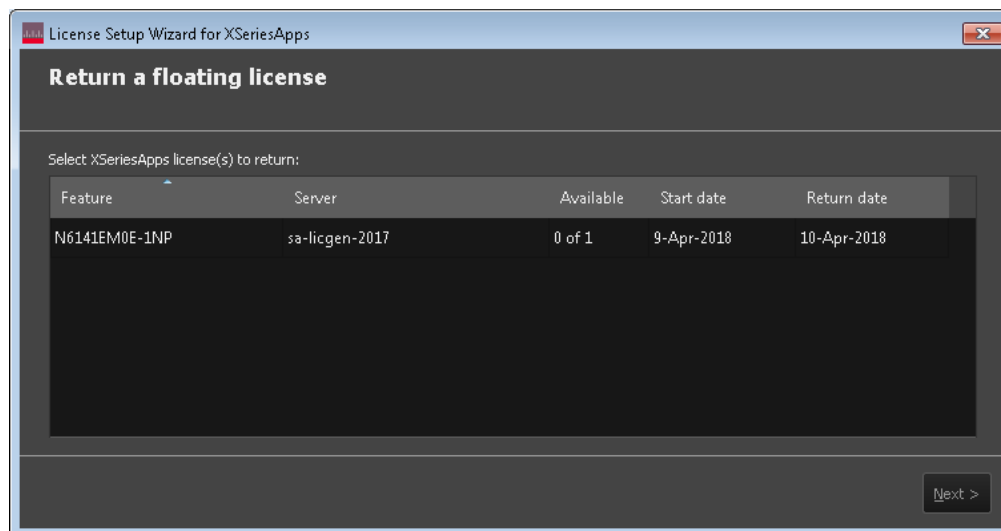 License Setup Wizard for XSeriesApps
Return a floating license
Select XSeriesApps license(s) to return:
Feature Server Available Start date Return date
N6141EM0E-1NP sa-licgen-2017 0 of 1 9-Apr-2018 10-Apr-2018
Next >